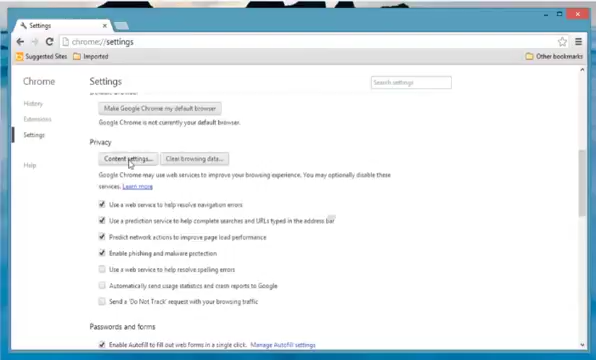 Settings
chrome://settings
Suggested Sites
Imported
Other bookmarks
Chrome
Settings
Search settings
History
Extensions
Settings
Help
Make Google Chrome my default browser
Google Chrome is not currently your default browser.
Privacy
Content settings...
Clear browsing data...
Google Chrome may use web services to improve your browsing experience. You may optionally disable these
services. Learn more
Use a web service to help resolve navigation errors
Use a prediction service to help complete searches and URLs typed in the address bar
Predict network actions to improve page load performance
Enable phishing and malware protection
Use a web service to help resolve spelling errors
Automatically send usage statistics and crash reports to Google
Send a 'Do Not Track' request with your browsing traffic
Passwords and forms
Enable Autofill to fill out web forms in a single click. Manage Autofill settings